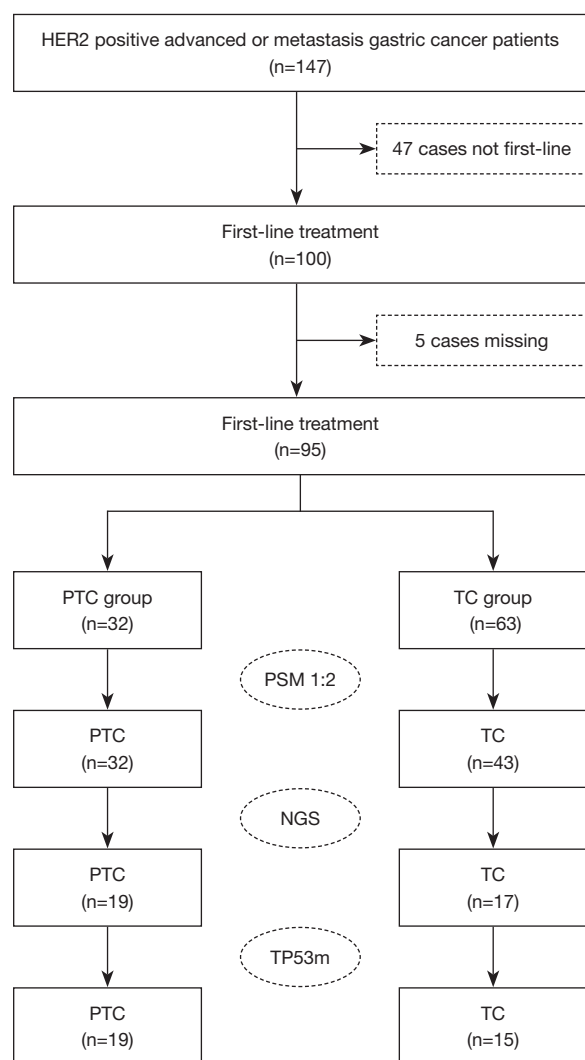 HER2 positive advanced or metastasis gastric cancer patients
(n=147)
47 cases not first-line
First-line treatment
(n=100)
5 cases missing
First-line treatment
(n=95)
PTC group
(n=32)
TC group
(n=63)
PSM 1:2
PTC
(n=32)
TC
(n=43)
NGS
PTC
(n=19)
TC
(n=17)
TP53m
PTC
(n=19)
TC
(n=15)